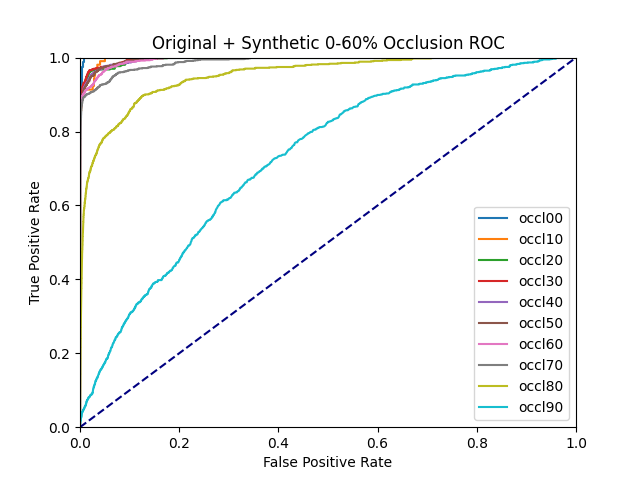 Original + Synthetic 0-60% Occlusion ROC
True Positive Rate
1.0
0.8
0.6
0.4
0.2
0.0
occl00
occl10
occl20
occl30
occl40
occl50
occl60
occl70
occl80
occl90
0.0 0.2 0.4 0.6 0.8 1.0
False Positive Rate